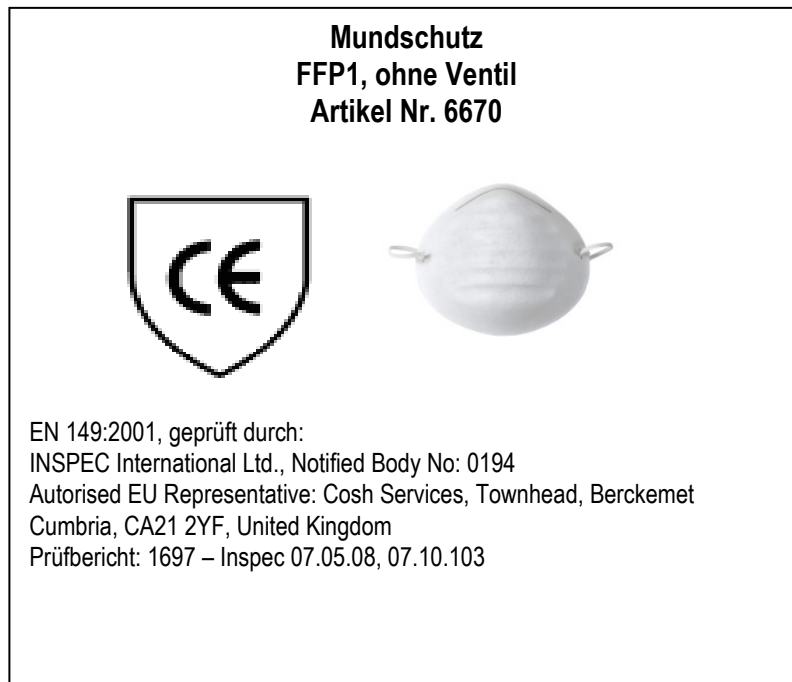 Mundschutz
FFP1, ohne Ventil
Artikel Nr. 6670
CE
EN 149:2001, geprüft durch:
INSPEC International Ltd., Notified Body No: 0194
Autorised EU Representative: Cosh Services, Townhead, Berckemet
Cumbria, CA21 2YF, United Kingdom
Prüfbericht: 1697 – Inspec 07.05.08, 07.10.103